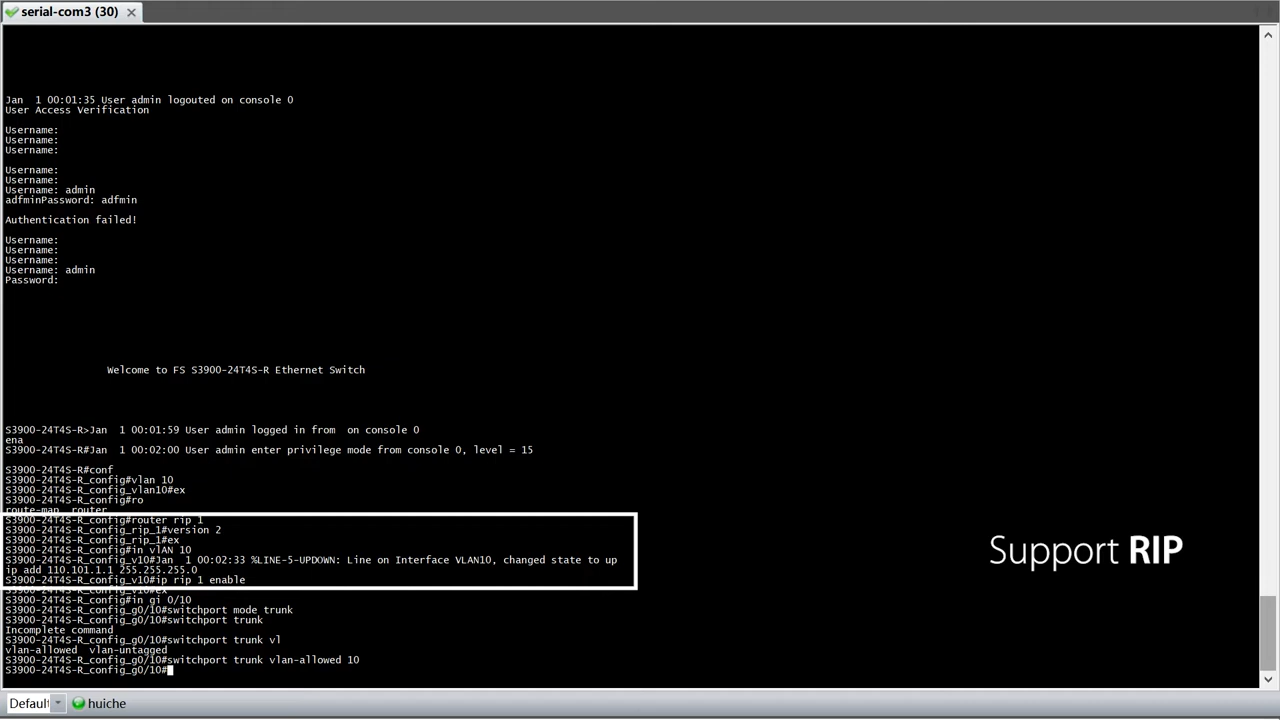 serial-com3 (30)
Jan  1 00:01:35 User admin logouted on console 0
User Access Verification
Username:
Username:
Username:
Username:
Username:
Username: admin
adfminPassword: adfmin
Authentication failed!
Username:
Username:
Username:
Username: admin
Password:
Welcome to FS S3900-24T4S-R Ethernet Switch
S3900-24T4S-R>Jan  1 00:01:59 User admin logged in from  on console 0
ena
S3900-24T4S-R#Jan  1 00:02:00 User admin enter privilege mode from console 0, level = 15
S3900-24T4S-R#conf
S3900-24T4S-R_config#vlan 10
S3900-24T4S-R_config_vlan10#ex
S3900-24T4S-R_config#ro
route-map  router
S3900-24T4S-R_config#router rip 1
S3900-24T4S-R_config_rip_1#version 2
S3900-24T4S-R_config_rip_1#ex
S3900-24T4S-R_config#in vlAN 10
S3900-24T4S-R_config_v10#Jan  1 00:02:33 %LINE-5-UPDOWN: Line on Interface VLAN10, changed state to up
ip add 110.101.1.1 255.255.255.0
S3900-24T4S-R_config_v10#ip rip 1 enable
S3900-24T4S-R_config_v10#ex
S3900-24T4S-R_config#in gi 0/10
S3900-24T4S-R_config_g0/10#switchport mode trunk
S3900-24T4S-R_config_g0/10#switchport trunk
Incomplete command
S3900-24T4S-R_config_g0/10#switchport trunk vl
vlan-allowed  vlan-untagged
S3900-24T4S-R_config_g0/10#switchport trunk vlan-allowed 10
S3900-24T4S-R_config_g0/10#
Support RIP
Default
huiche